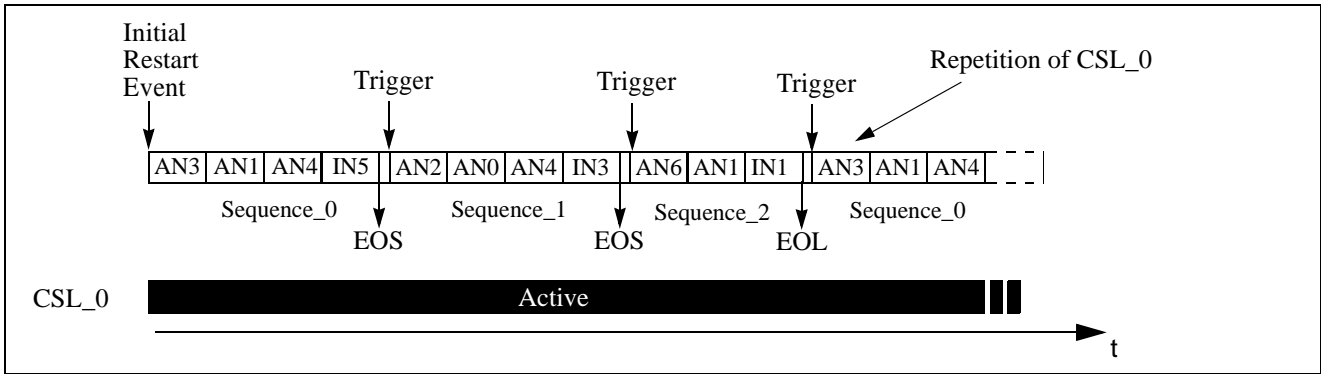 Initial
Restart
Event
Trigger
Trigger
Trigger
Repetition of CSL_0
AN3 AN1 AN4 IN5 AN2 AN0 AN4 IN3 AN6 AN1 IN1 AN3 AN1 AN4
Sequence_0 Sequence_1 Sequence_2 Sequence_0
EOS EOS EOL
CSL_0 Active
t